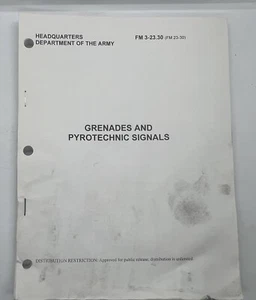 HEADQUARTERS
DEPARTMENT OF THE ARMY
FM 3-23.30 (FM 23-30)
GRENADES AND
PYROTECHNIC SIGNALS
DISTRIBUTION RESTRICTION: Approved for public release; distribution is unlimited.